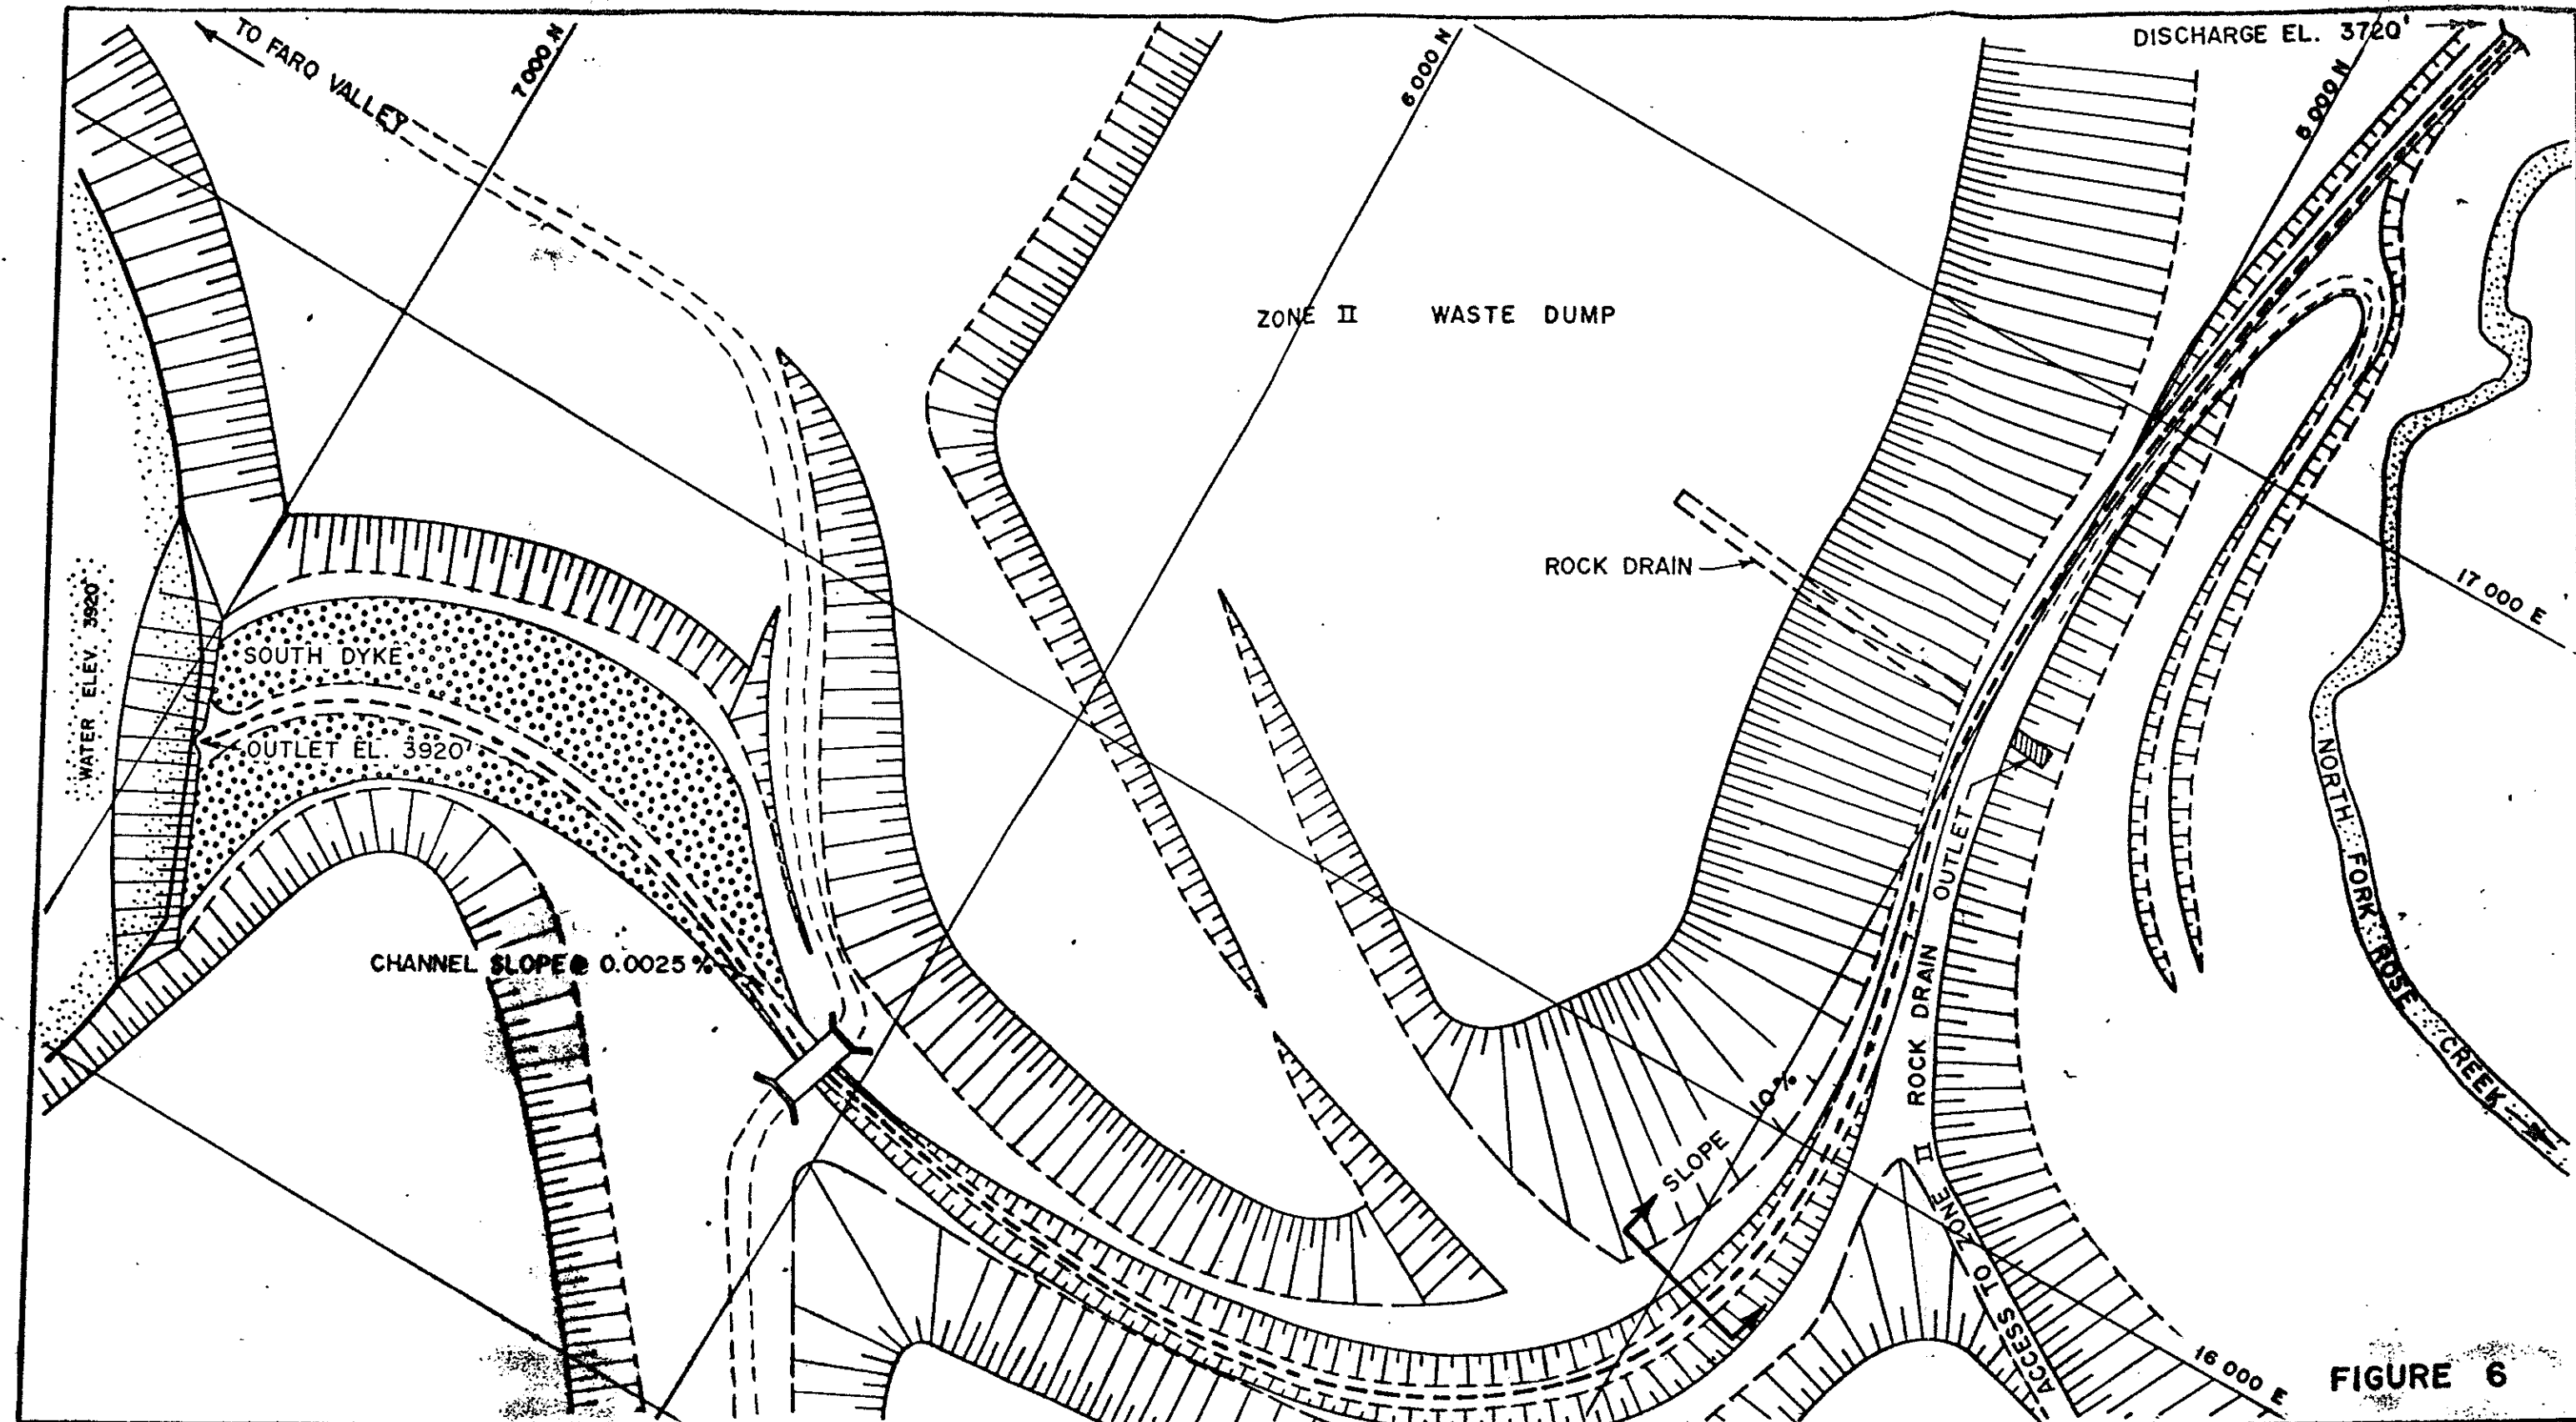 DISCHARGE EL. 3720'
TO FARO VALLEY
7000 N
6000 N
5000 N
ZONE II WASTE DUMP
ROCK DRAIN
17 000 E
WATER ELEV. 3920'
SOUTH DYKE
OUTLET EL. 3920'
CHANNEL SLOPE @ 0.0025%
ROCK DRAIN OUTLET
NORTH FORK ROSE CREEK
SLOPE 10%
ACCESS TO ZONE II
16 000 E
FIGURE 6